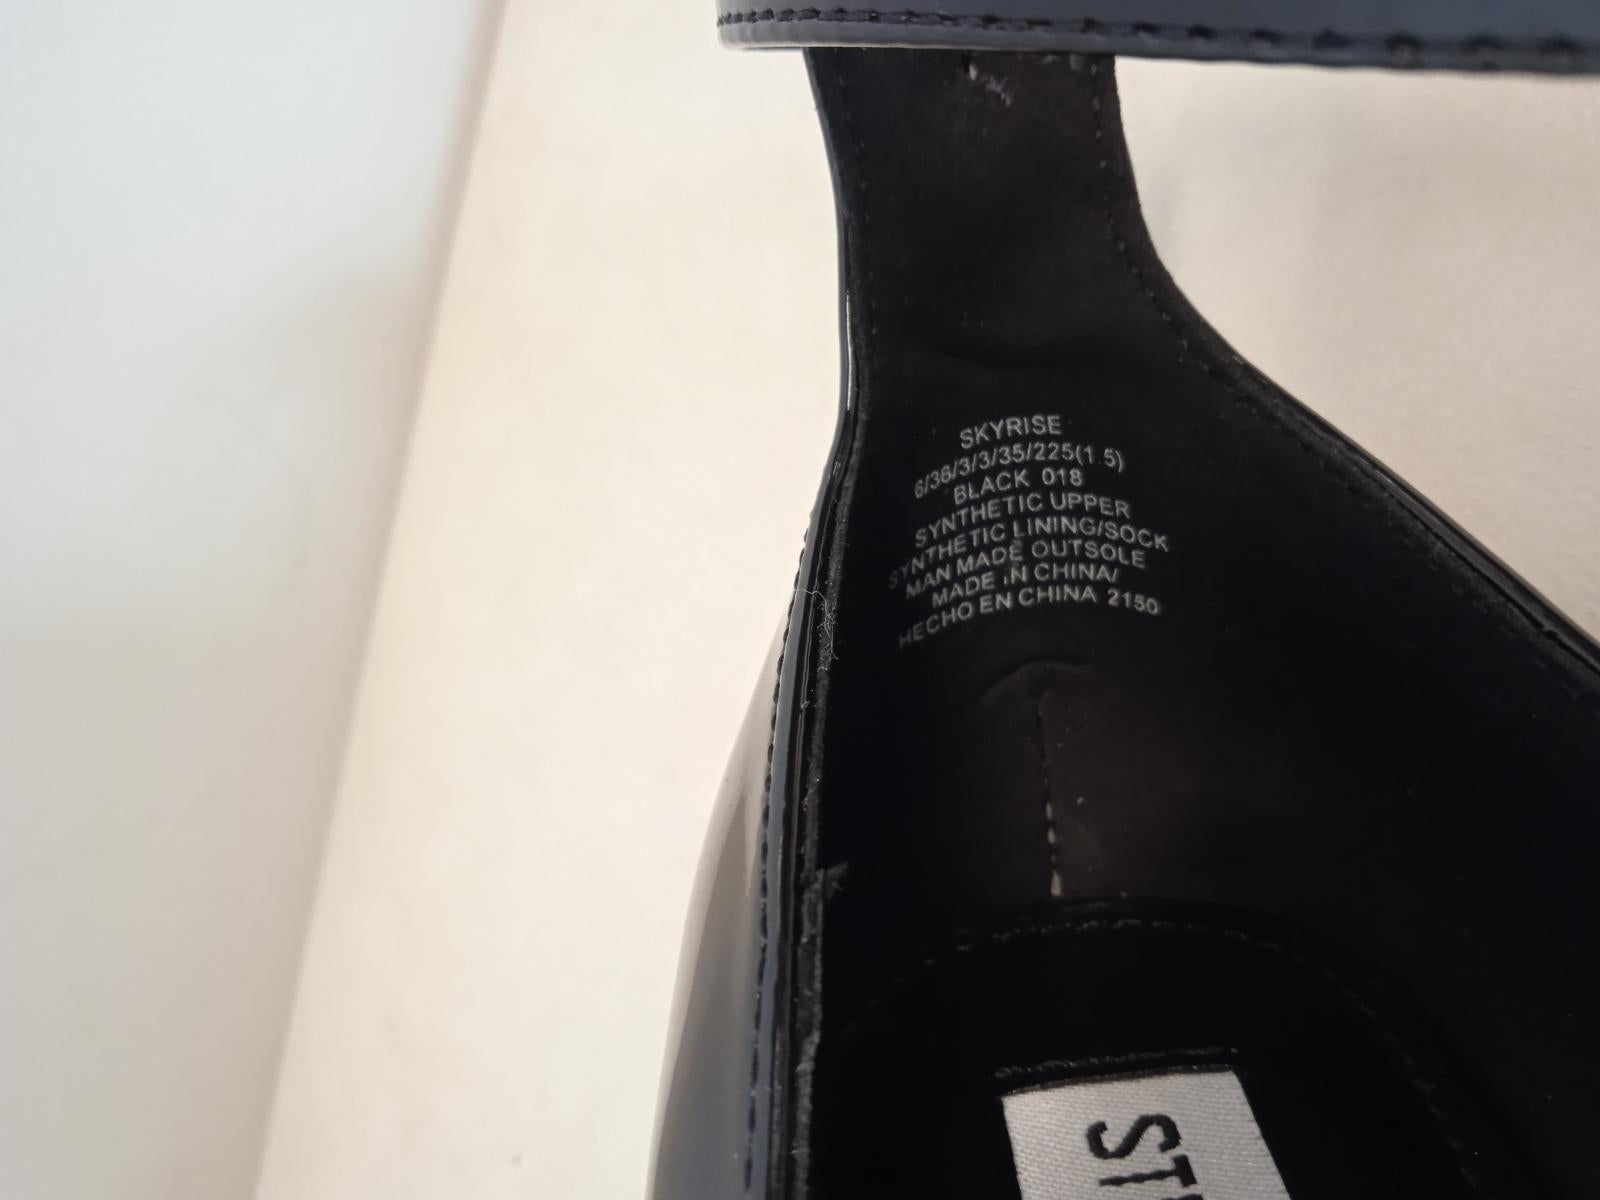 SKYRISE
6/36/3/3/35/225(1.5)
BLACK 018
SYNTHETIC UPPER
SYNTHETIC LINING/SOCK
MAN MADE OUTSOLE
MADE IN CHINA/
HECHO EN CHINA 2150
ST